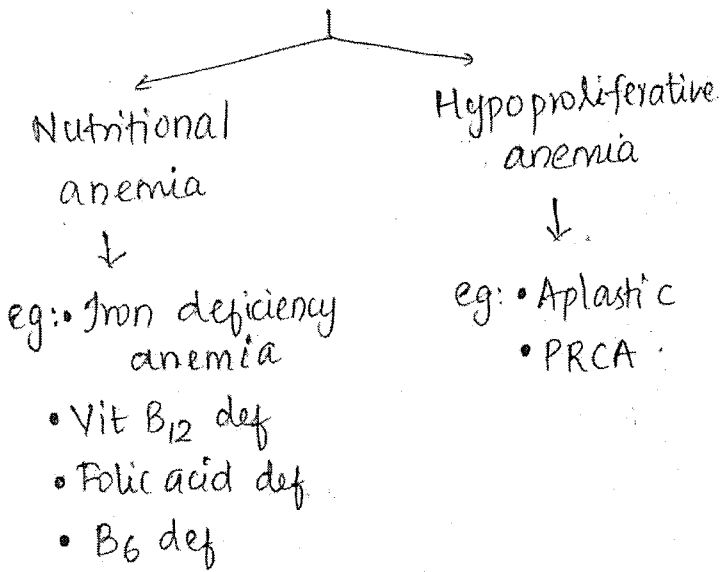 Nutritional
anemia
eg:• Iron deficiency
anemia
• Vit B12 def
• Folic acid def
• B6 def
Hypoproliferative
anemia
eg: • Aplastic
• PRCA